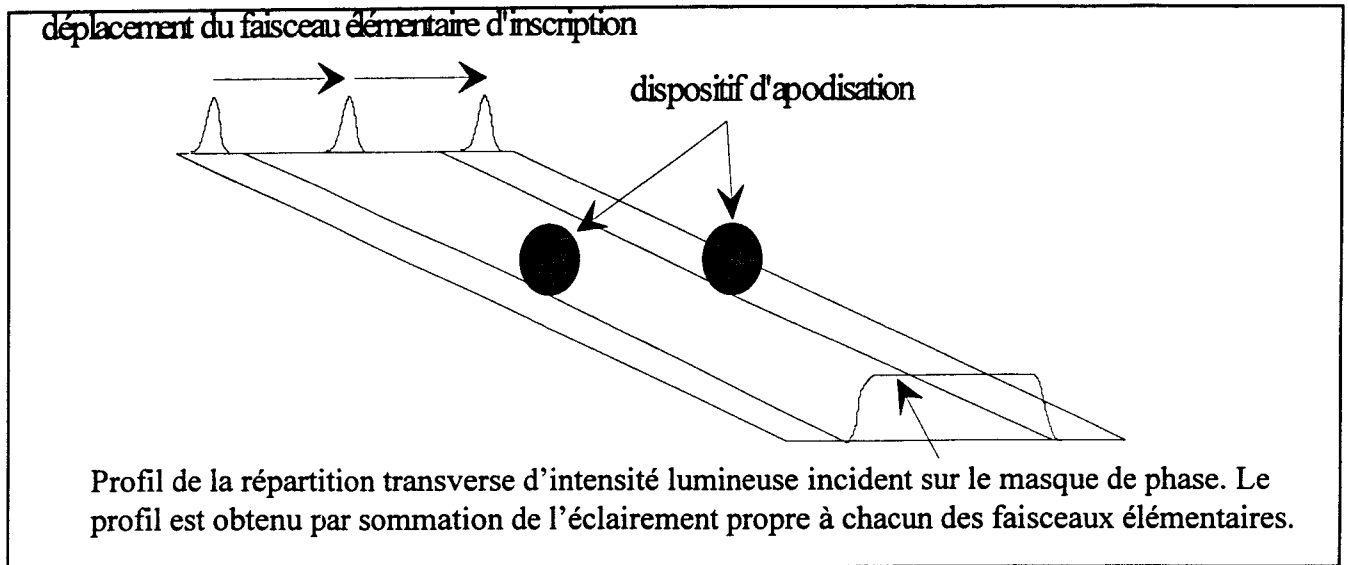 déplacement du faisceau élémentaire d'inscription
dispositif d'apodisation
Profil de la répartition transverse d’intensité lumineuse incident sur le masque de phase. Le
profil est obtenu par sommation de l’éclairement propre à chacun des faisceaux élémentaires.